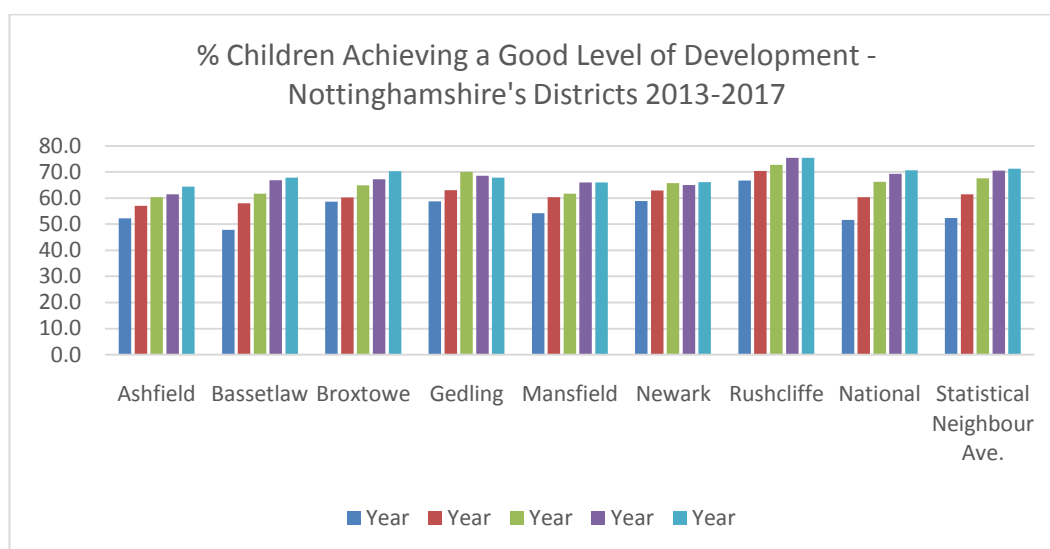 % Children Achieving a Good Level of Development -
Nottinghamshire's Districts 2013-2017
80.0
70.0
60.0
50.0
40.0
30.0
20.0
10.0
0.0
Ashfield Bassetlaw Broxtowe Gedling Mansfield Newark Rushcliffe National Statistical
Neighbour
Ave.
Year Year Year Year Year